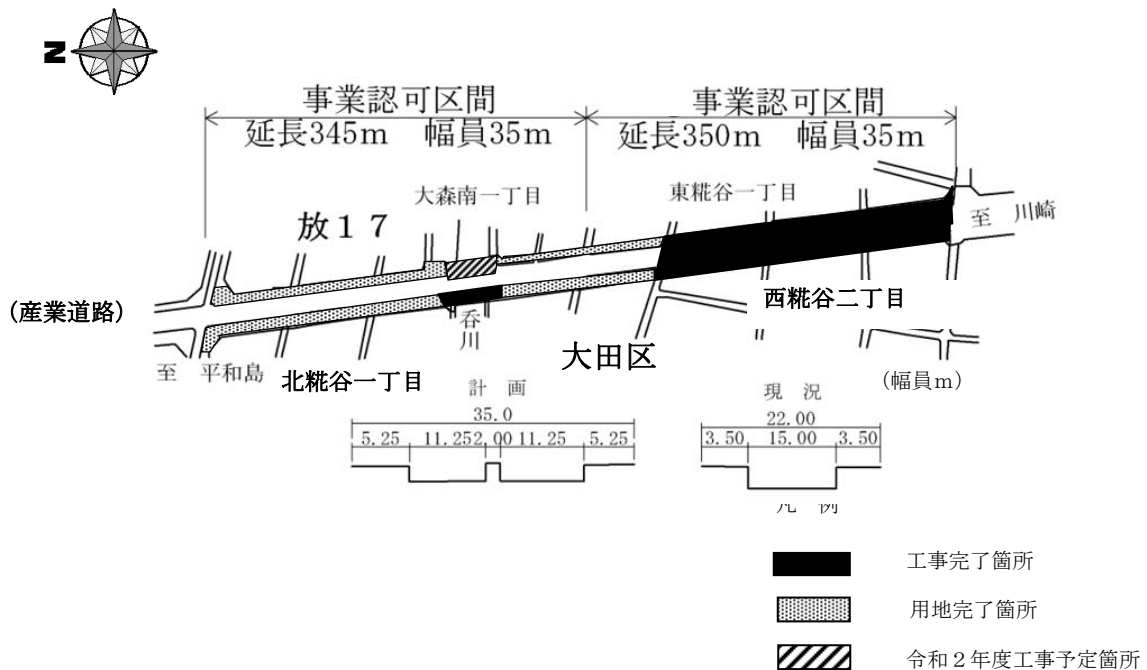 N
事業認可区間
延長345m 幅員35m
事業認可区間
延長350m 幅員35m
大森南一丁目
東糀谷一丁目
放17
至 川崎
(産業道路)
西糀谷二丁目
呑川
大田区
至 平和島
北糀谷一丁目
(幅員m)
計 画
35.0
5.25 11.25 2.00 11.25 5.25
現 況
22.00
3.50 15.00 3.50
凡 例
工事完了箇所
用地完了箇所
令和2年度工事予定箇所